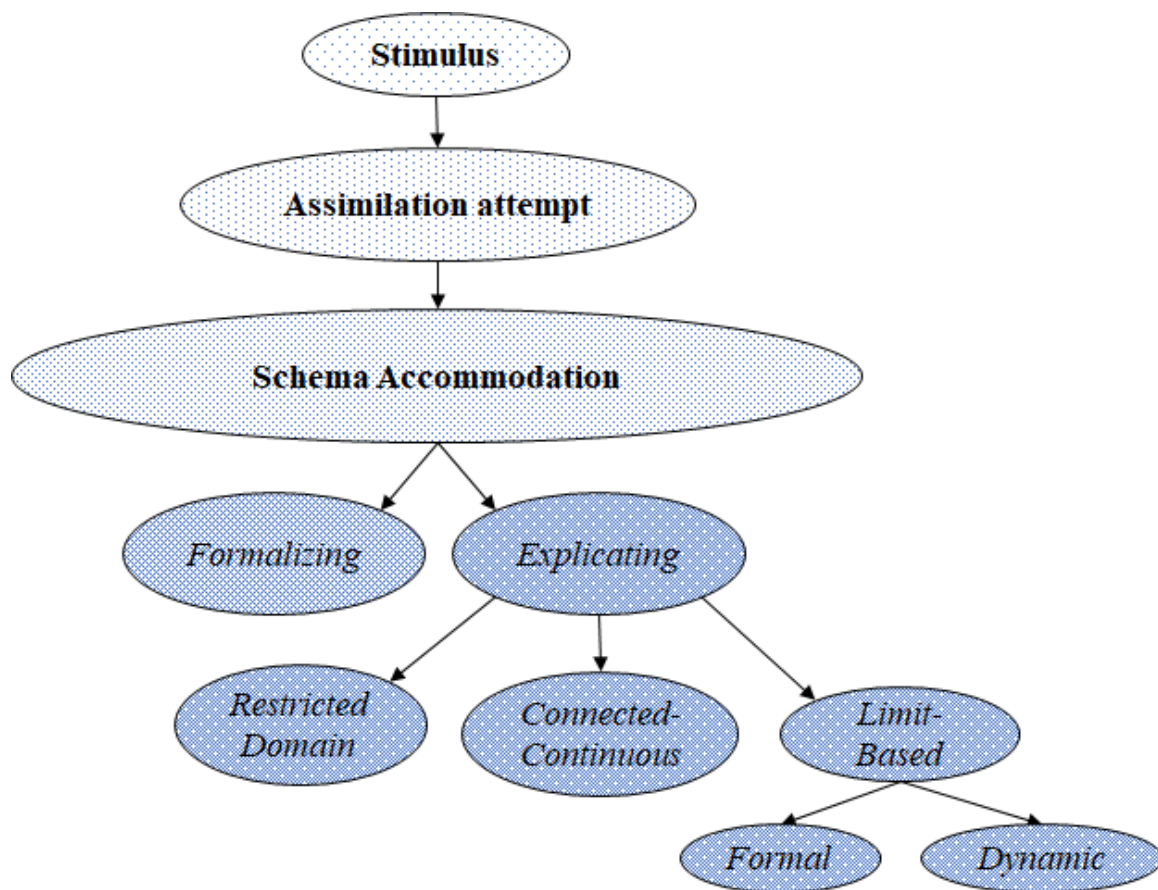 Stimulus
Assimilation attempt
Schema Accommodation
Formalizing
Explicating
Restricted
Domain
Connected-
Continuous
Limit-
Based
Formal
Dynamic